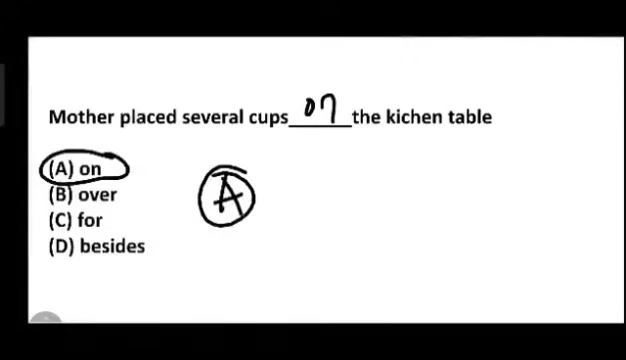 Mother placed several cups on the kichen table
(A) on
(B) over
(C) for
(D) besides
A